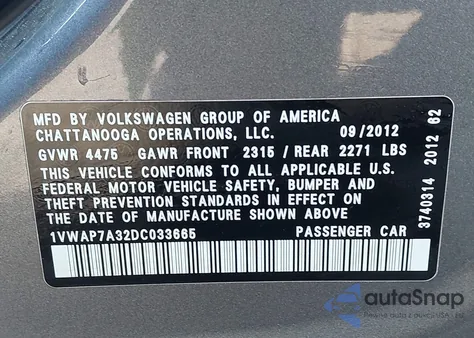 MFD BY VOLKSWAGEN GROUP OF AMERICA
CHATTANOOGA OPERATIONS, LLC. 09/2012
GVWR 4475 GAWR FRONT 2315 / REAR 2271 LBS
THIS VEHICLE CONFORMS TO ALL APPLICABLE U.S.
FEDERAL MOTOR VEHICLE SAFETY, BUMPER AND
THEFT PREVENTION STANDARDS IN EFFECT ON THE
DATE OF MANUFACTURE SHOWN ABOVE
1VWAP7A32DC033665 PASSENGER CAR
3740314 2012 G2
autoSnap